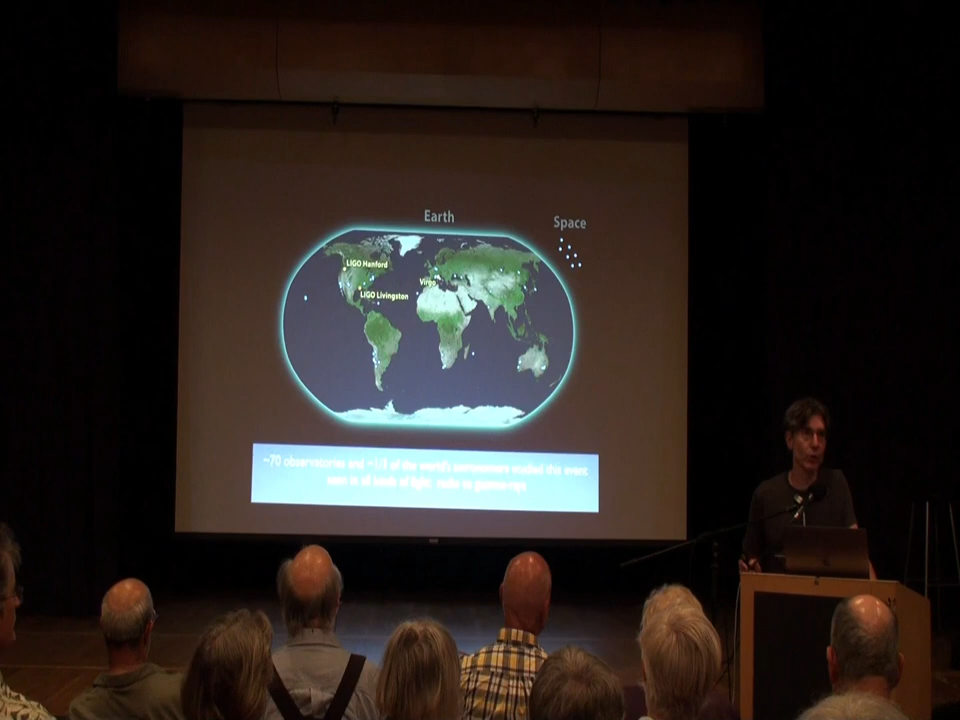 Earth
Space
LIGO Hanford
Virgo
LIGO Livingston
~70 observatories and ~1/3 of the world's astronomers studied this event
seen in all kinds of light: radio to gamma-rays